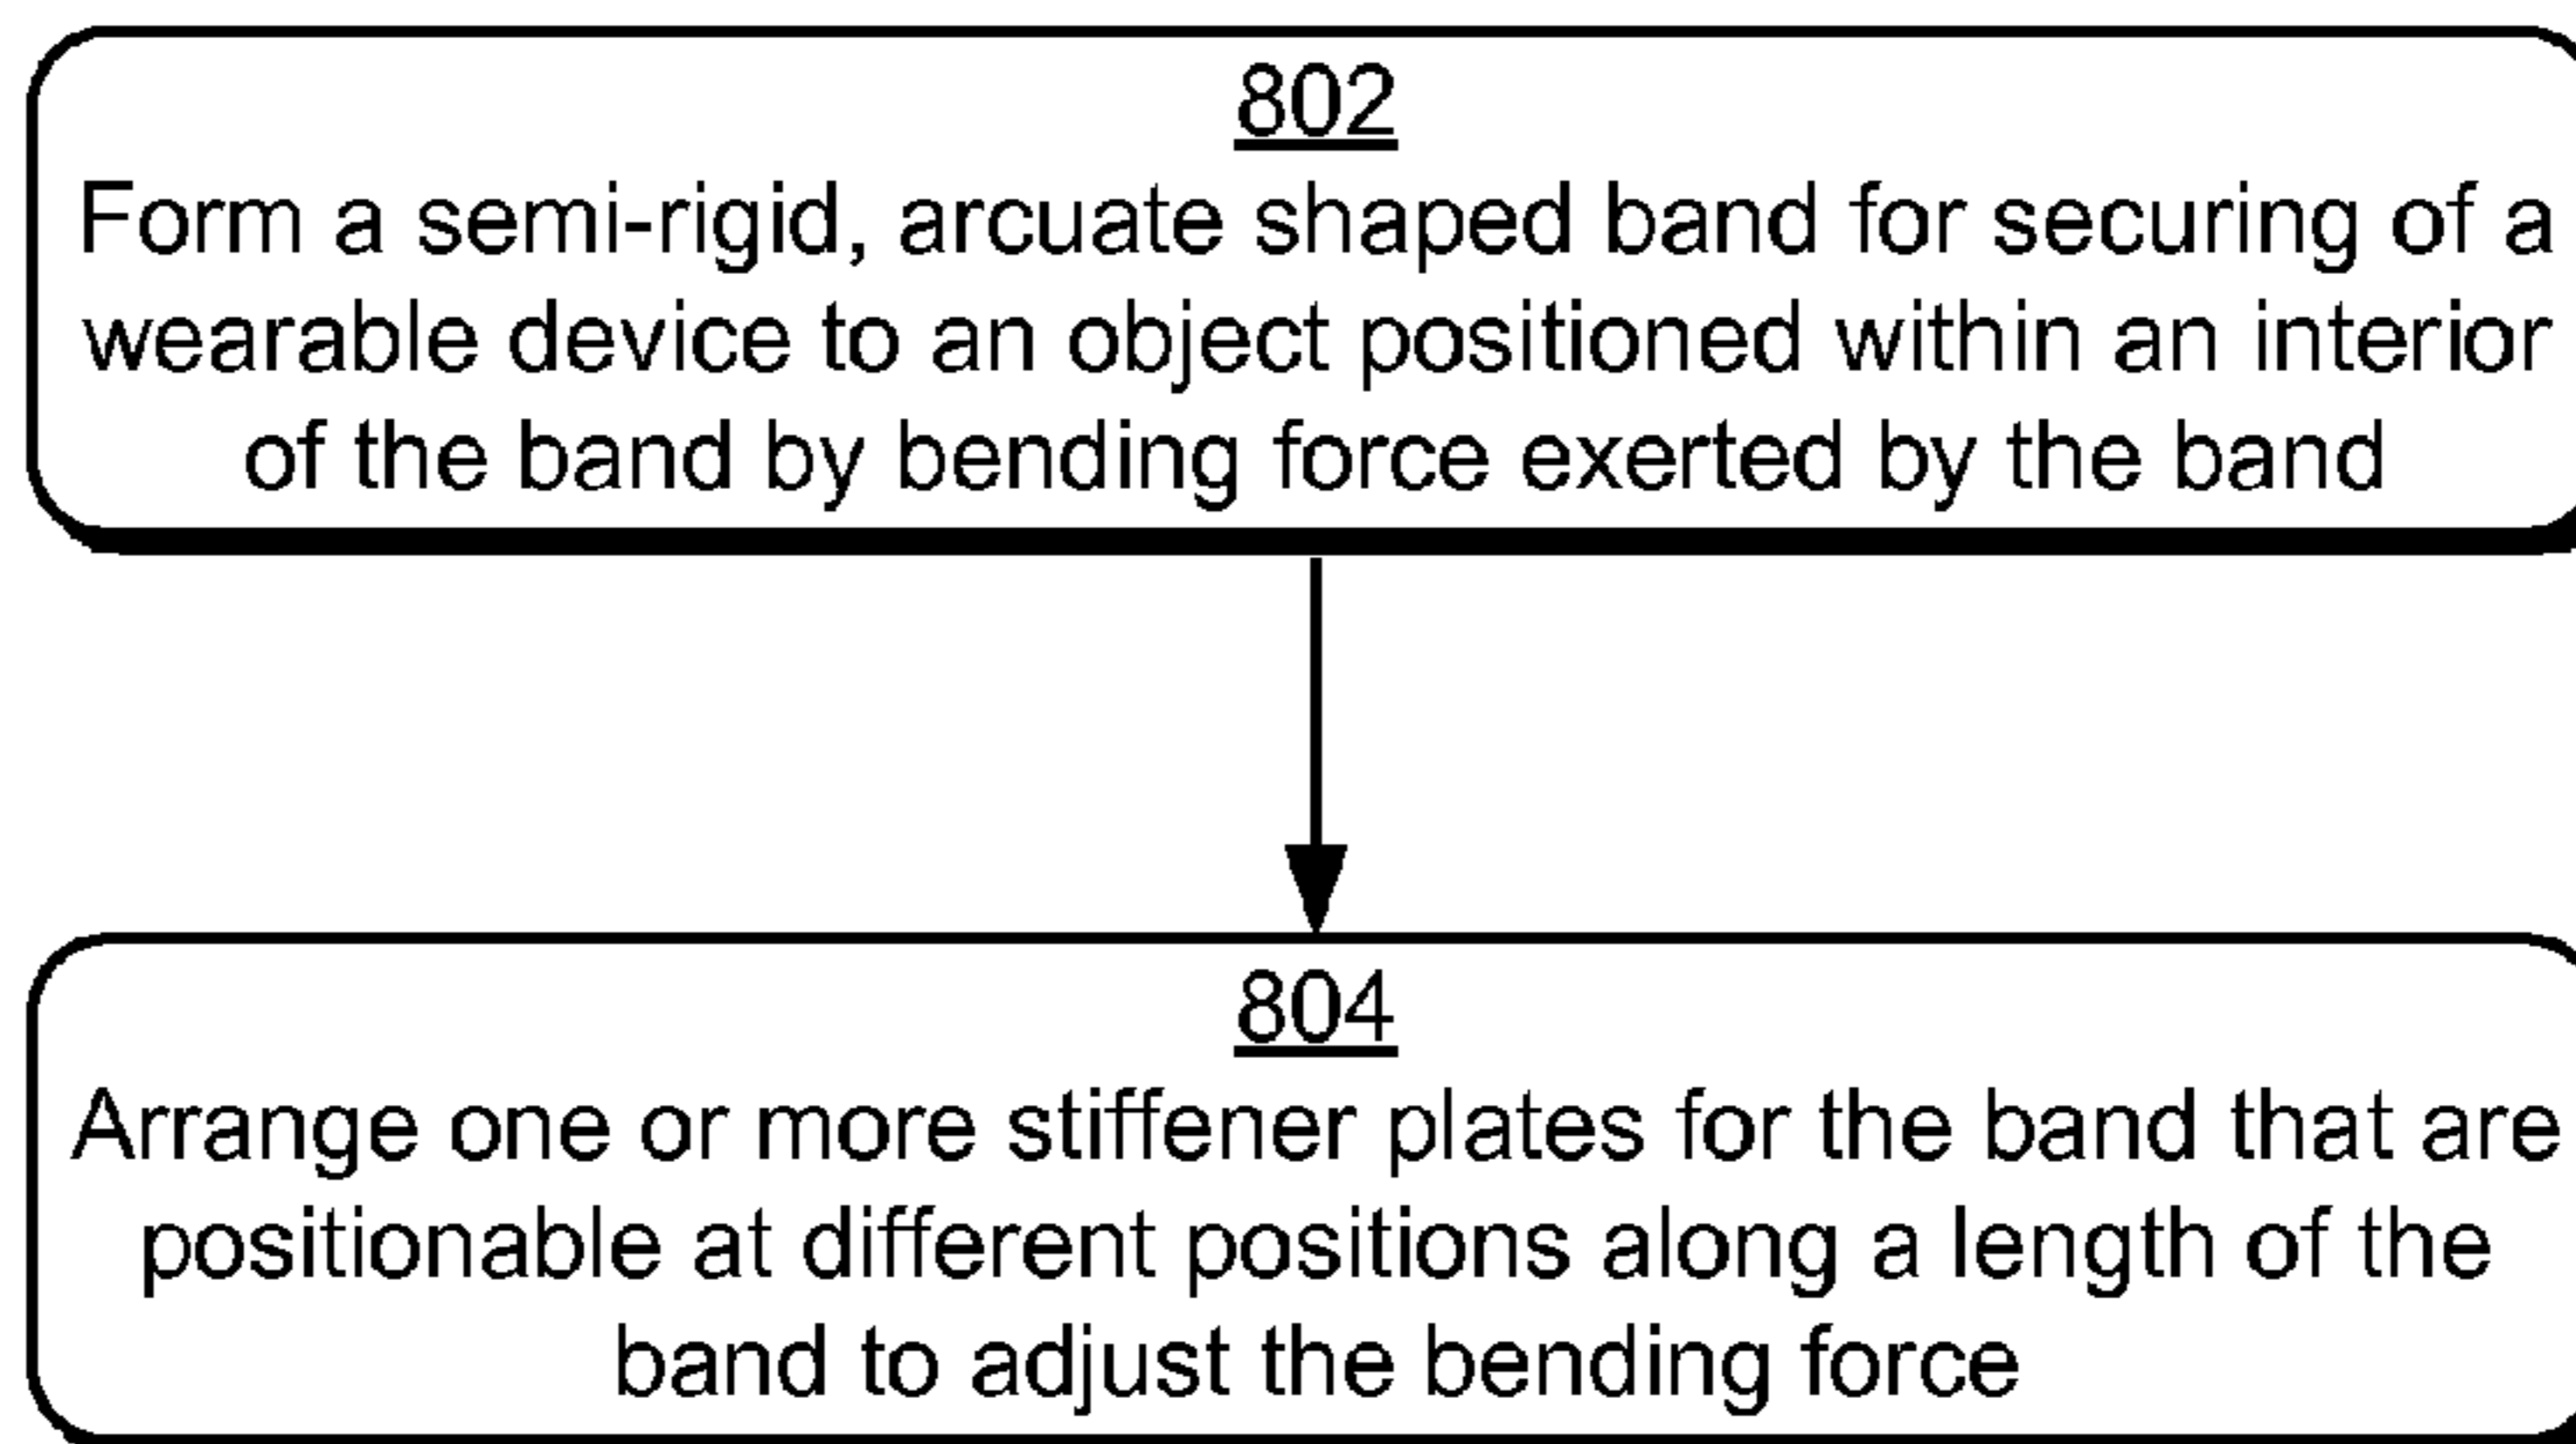 802
Form a semi-rigid, arcuate shaped band for securing of a
wearable device to an object positioned within an interior
of the band by bending force exerted by the band
804
Arrange one or more stiffener plates for the band that are
positionable at different positions along a length of the
band to adjust the bending force